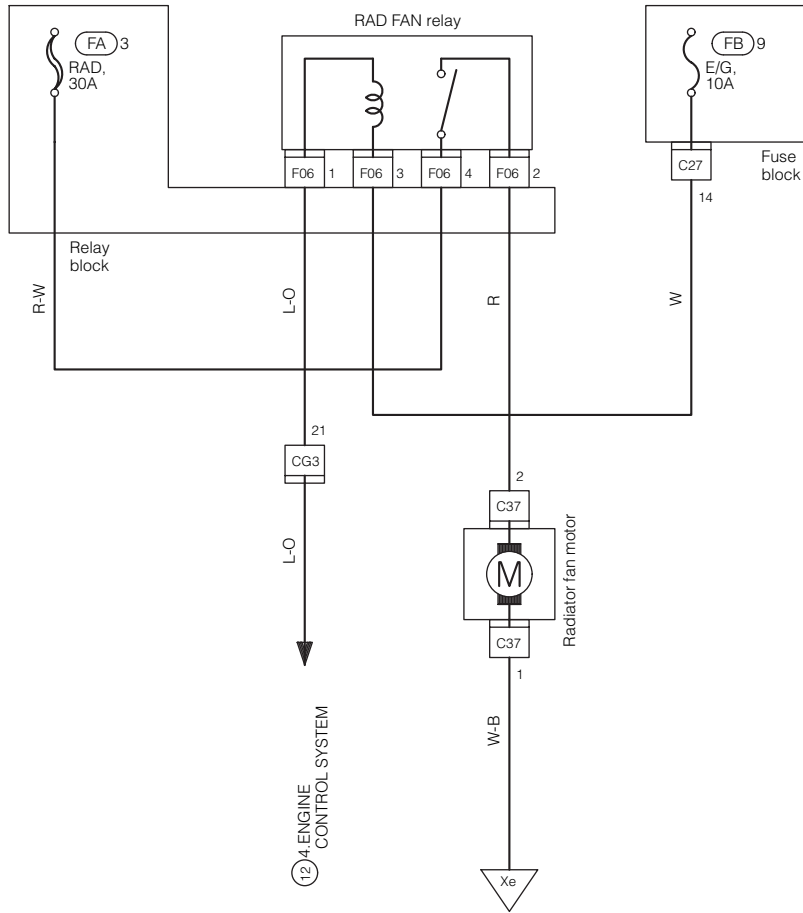 RAD FAN relay
FA 3
RAD,
30A
FB 9
E/G,
10A
F06 1
F06 3
F06 4
F06 2
C27
14
Fuse
block
Relay
block
R-W
L-O
R
W
21
CG3
2
C37
L-O
M
Radiator fan motor
C37
1
W-B
12 4.ENGINE
CONTROL SYSTEM
Xe